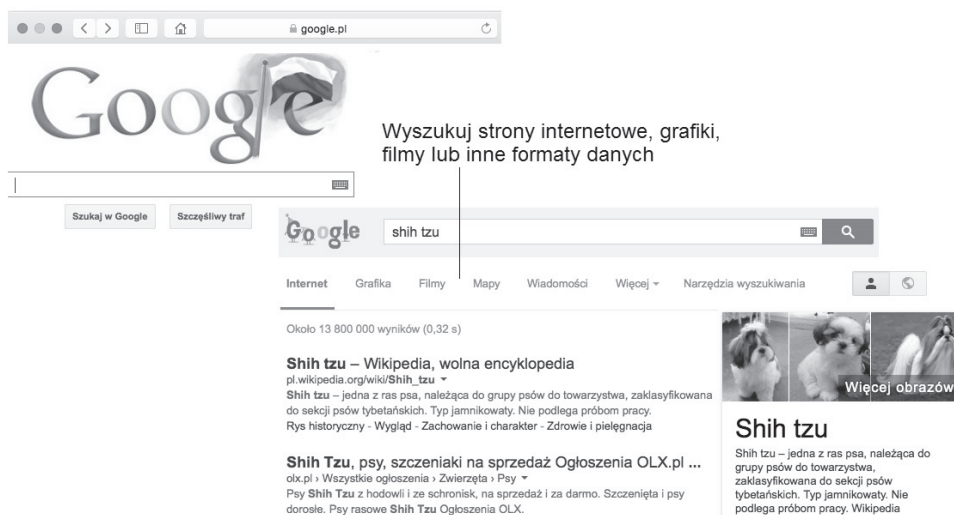 google.pl
Google
Wyszukuj strony internetowe, grafiki,
filmy lub inne formaty danych
Szukaj w Google Szczęśliwy traf
Google shih tzu
Internet Grafika Filmy Mapy Wiadomości Więcej Narzędzia wyszukiwania
Około 13 800 000 wyników (0,32 s)
Shih tzu – Wikipedia, wolna encyklopedia
pl.wikipedia.org/wiki/Shih_tzu
Shih tzu – jedna z ras psa, należąca do grupy psów do towarzystwa, zaklasyfikowana
do sekcji psów tybetańskich. Typ jamnikowaty. Nie podlega próbom pracy.
Rys historyczny - Wygląd - Zachowanie i charakter - Zdrowie i pielęgnacja
Shih Tzu, psy, szczeniaki na sprzedaż Ogłoszenia OLX.pl ...
olx.pl › Wszystkie ogłoszenia › Zwierzęta › Psy
Psy Shih Tzu z hodowli i ze schronisk, na sprzedaż i za darmo. Szczenięta i psy
dorosłe. Psy rasowe Shih Tzu Ogłoszenia OLX.
Więcej obrazów
Shih tzu
Shih tzu – jedna z ras psa, należąca do
grupy psów do towarzystwa,
zaklasyfikowana do sekcji psów
tybetańskich. Typ jamnikowaty. Nie
podlega próbom pracy. Wikipedia